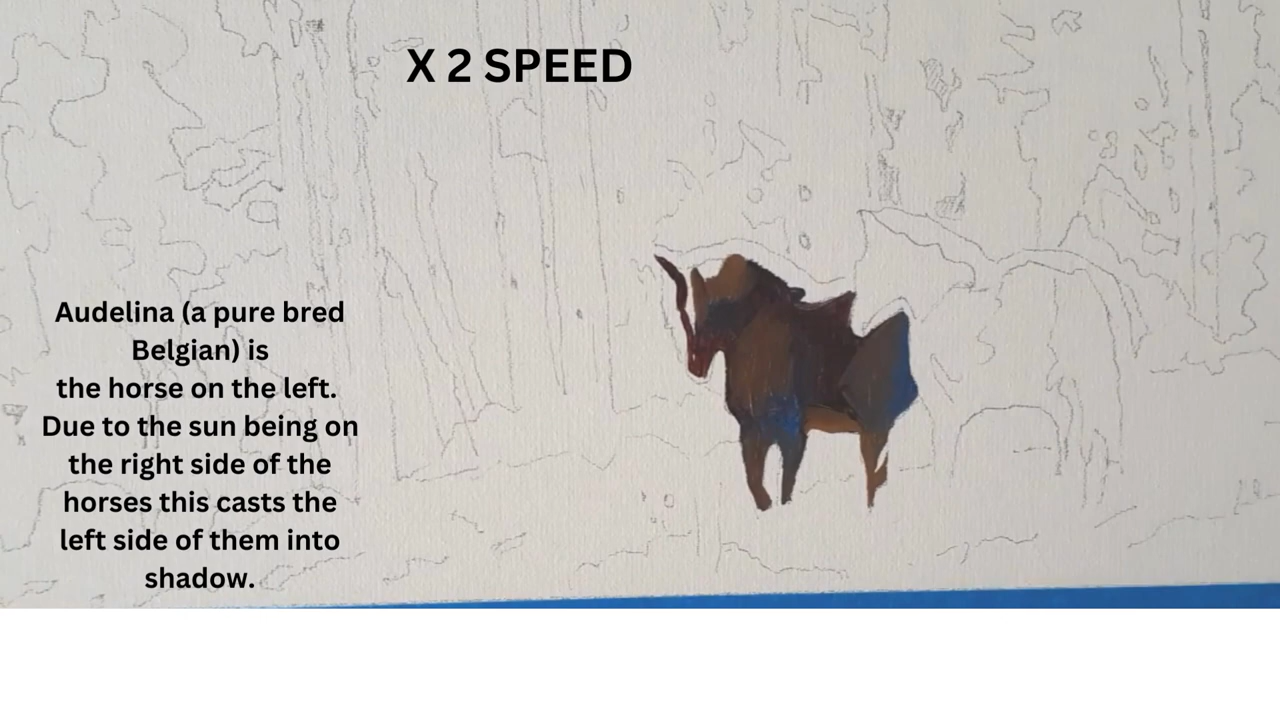 X 2 SPEED
Audelina (a pure bred
Belgian) is
the horse on the left.
Due to the sun being on
the right side of the
horses this casts the
left side of them into
shadow.